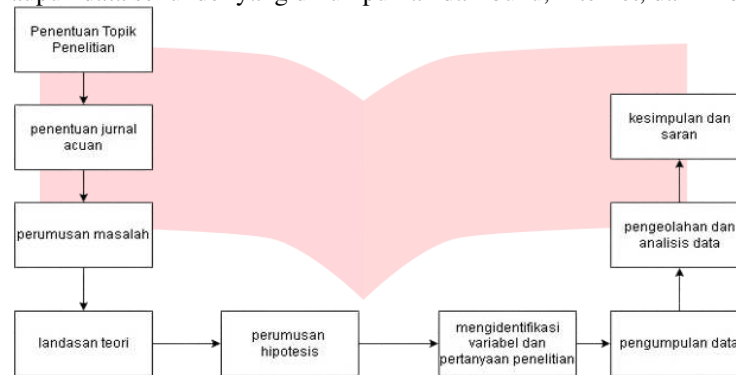 Penentuan Topik
Penelitian
penentuan jurnal
acuan
perumusan masalah
landasan teori
perumusan
hipotesis
mengidentifikasi
variabel dan
pertanyaan penelitian
pengumpulan data
pengeolahan dan
analisis data
kesimpulan dan
saran